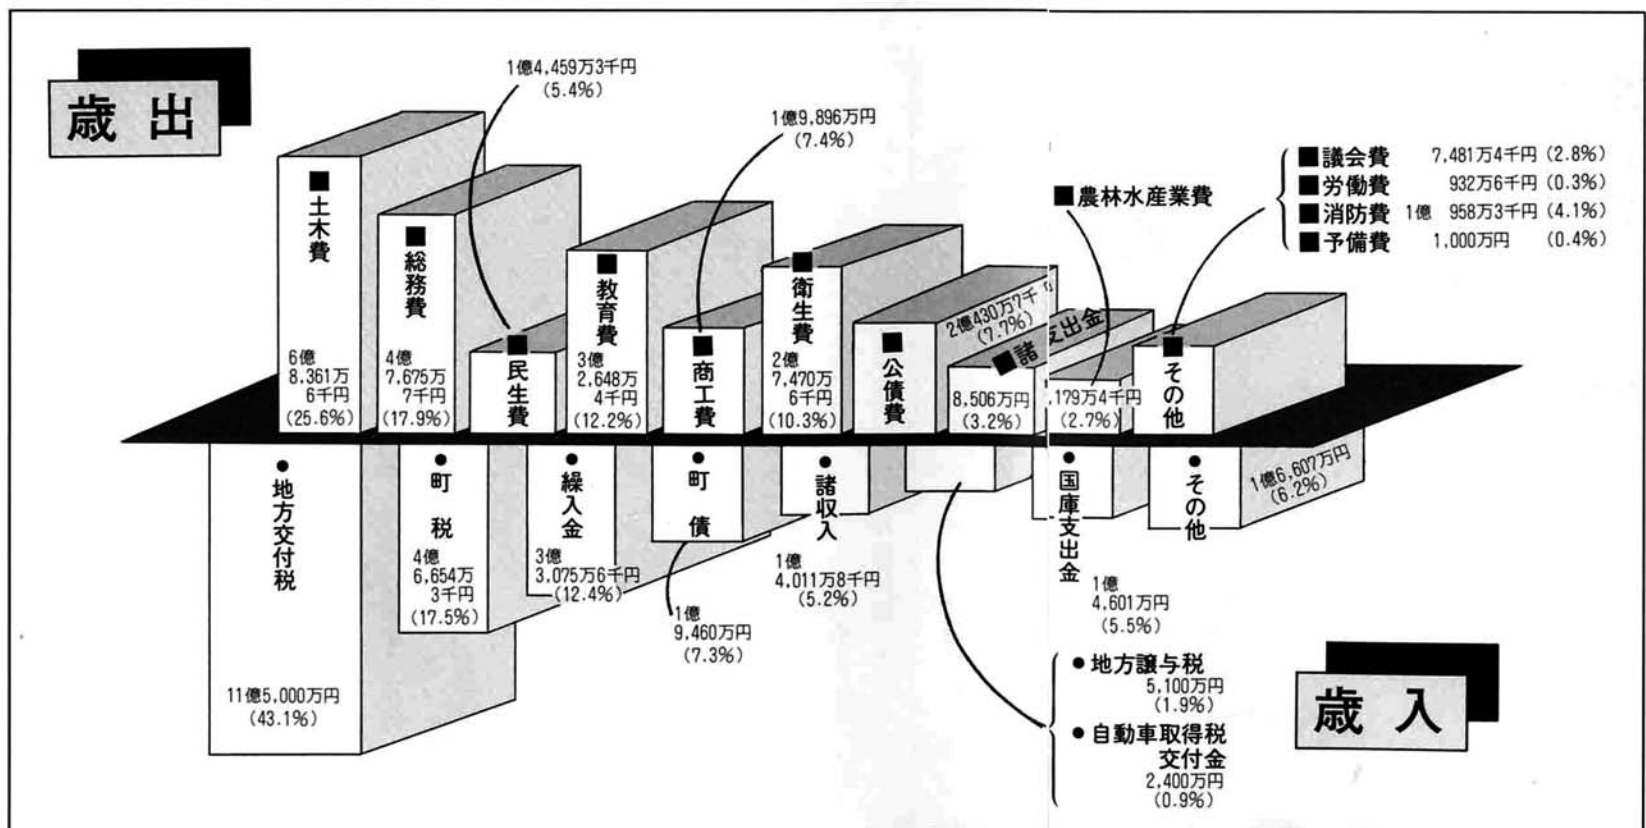 歳出
1億4,459万3千円
(5.4%)
1億9,896万円
(7.4%)
■議会費 7,481万4千円(2.8%)
■労働費 932万6千円(0.3%)
■消防費 1億 958万3千円(4.1%)
■予備費 1,000万円 (0.4%)
■農林水産業費
■土木費
6億
8,361万
6千円
(25.6%)
■総務費
4億
7,675万
7千円
(17.9%)
■民生費
■教育費
3億
2,648万
4千円
(12.2%)
■商工費
■衛生費
2億
7,470万
6千円
(10.3%)
■公債費
2億430万7千
(7.7%)
■諸支出金
8,506万円
(3.2%)
,179万4千円
(2.7%)
■その他
●地方交付税
11億5,000万円
(43.1%)
●町税
4億
6,654万
3千円
(17.5%)
●繰入金
3億
3,075万6千円
(12.4%)
●町債
1億
9,460万円
(7.3%)
●諸収入
1億
4,011万8千円
(5.2%)
●国庫支出金
1億
4,601万円
(5.5%)
●その他
1億6,607万円
(6.2%)
●地方譲与税
5,100万円
(1.9%)
●自動車取得税
交付金
2,400万円
(0.9%)
歳入